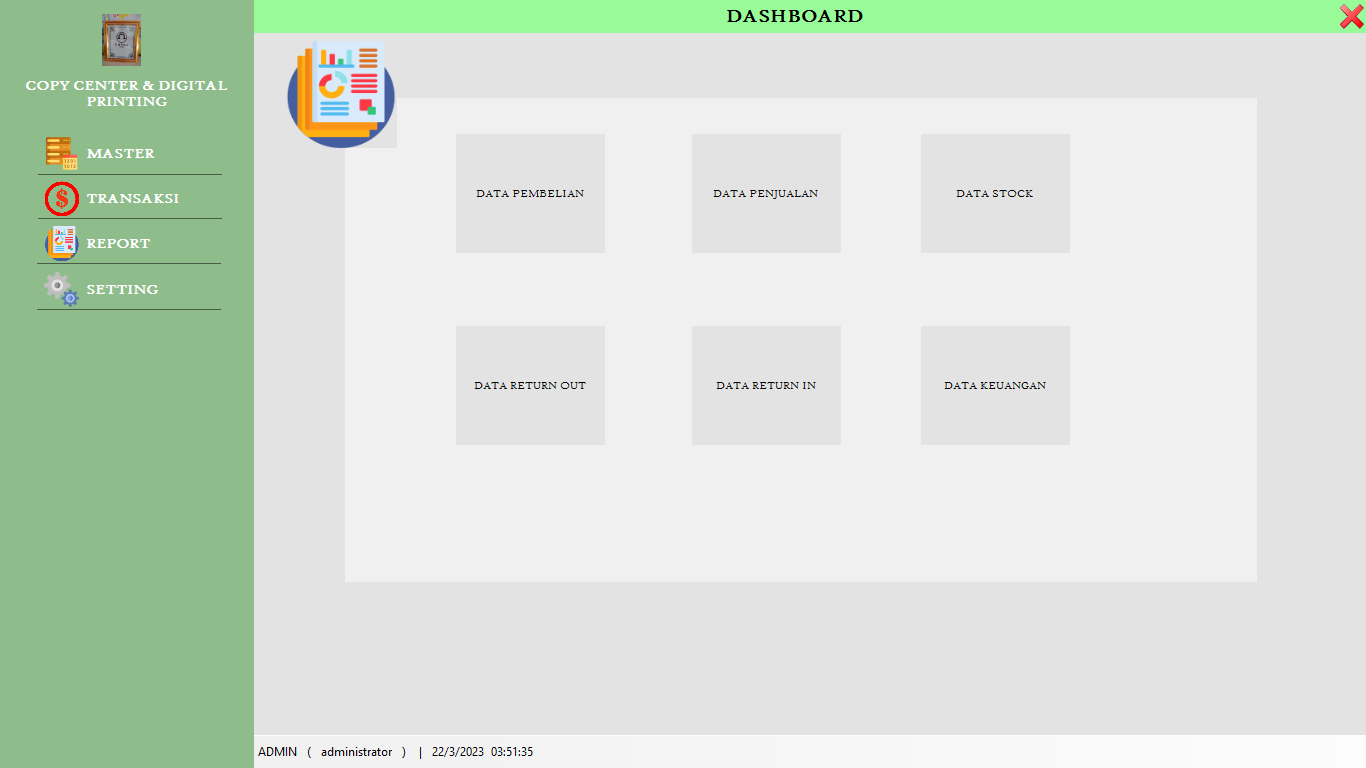 DASHBOARD
COPY CENTER & DIGITAL
PRINTING
MASTER
TRANSAKSI
REPORT
SETTING
DATA PEMBELIAN
DATA PENJUALAN
DATA STOCK
DATA RETURN OUT
DATA RETURN IN
DATA KEUANGAN
ADMIN ( administrator ) | 22/3/2023 03:51:35